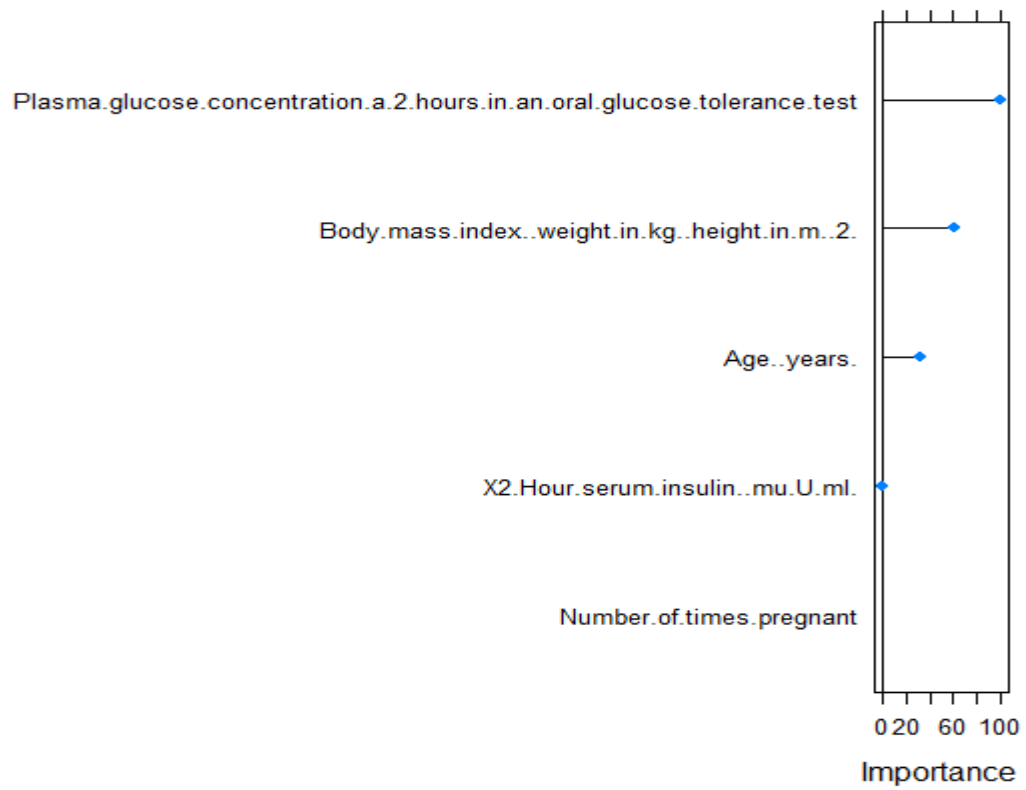 Plasma.glucose.concentration.a.2.hours.in.an.oral.glucose.tolerance.test
Body.mass.index..weight.in.kg..height.in.m..2.
Age..years.
X2.Hour.serum.insulin..mu.U.ml.
Number.of.times.pregnant
0 20 60 100
Importance